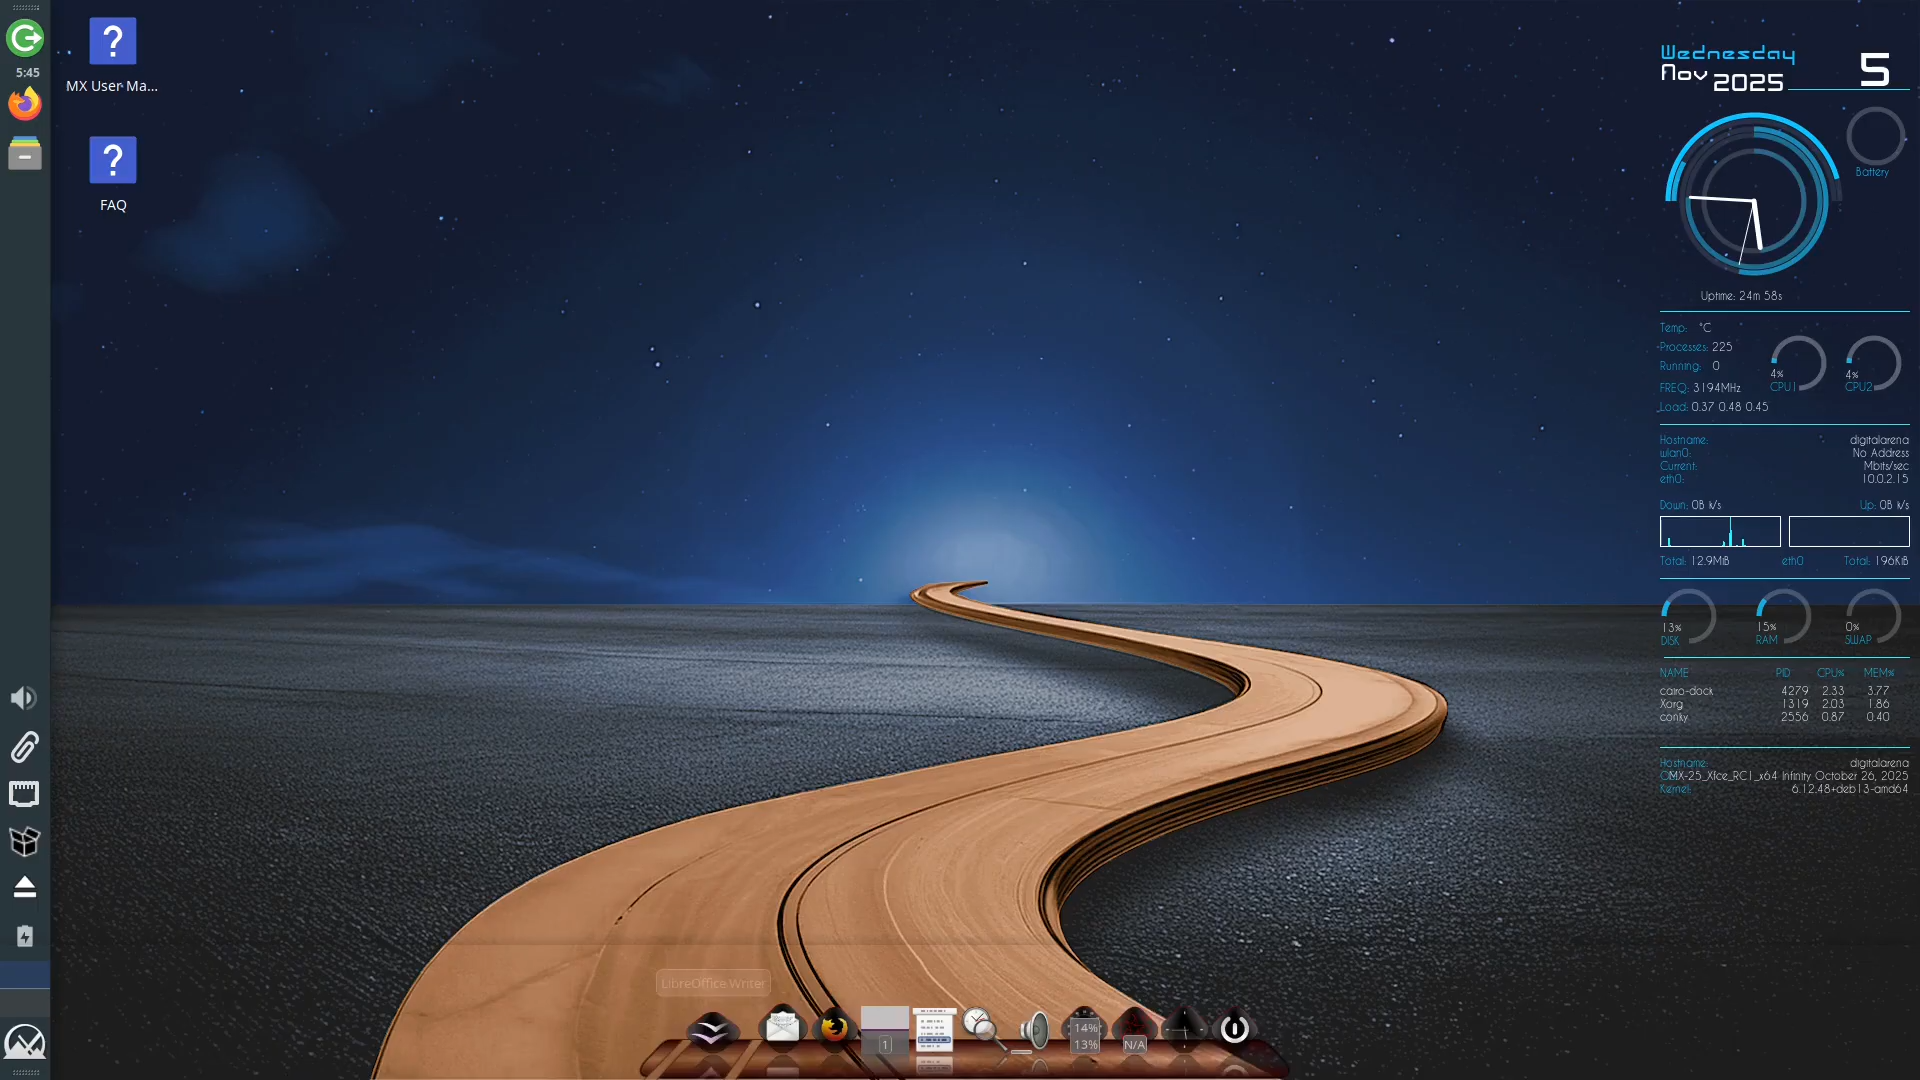 5:45
MX User Ma...
FAQ
Wednesday
Nov 2025 5
Battery
Uptime: 24m 58s
Temp: °C
Processes: 225
Running: 0
FREQ: 3194MHz
Load: 0.37 0.48 0.45
4% CPU1
4% CPU2
Hostname: digitalarena
wlan0: No Address
Current: Mbits/sec
eth0: 10.0.2.15
Down: 0B k/s Up: 0B k/s
Total: 12.9MiB eth0 Total: 196KiB
13% 15% 0%
DISK RAM SWAP
NAME PID CPU% MEM%
cairo-dock 4279 2.33 3.77
Xorg 1319 2.03 1.86
conky 2556 0.87 0.40
Hostname: digitalarena
MX-25_Xfce_RC1_x64 Infinity October 26, 2025
Kernel: 6.12.48+deb13-amd64
LibreOffice Writer
1
14%
13%
N/A